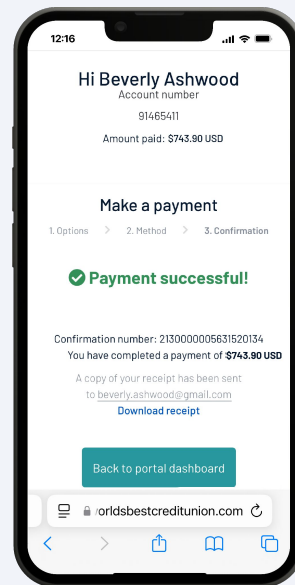 12:16
Hi Beverly Ashwood
Account number
91465411
Amount paid: $743.90 USD
Make a payment
1. Options > 2. Method > 3. Confirmation
Payment successful!
Confirmation number: 2130000005631520134
You have completed a payment of $743.90 USD
A copy of your receipt has been sent
to beverly.ashwood@gmail.com
Download receipt
Back to portal dashboard
orldsbestcreditunion.com